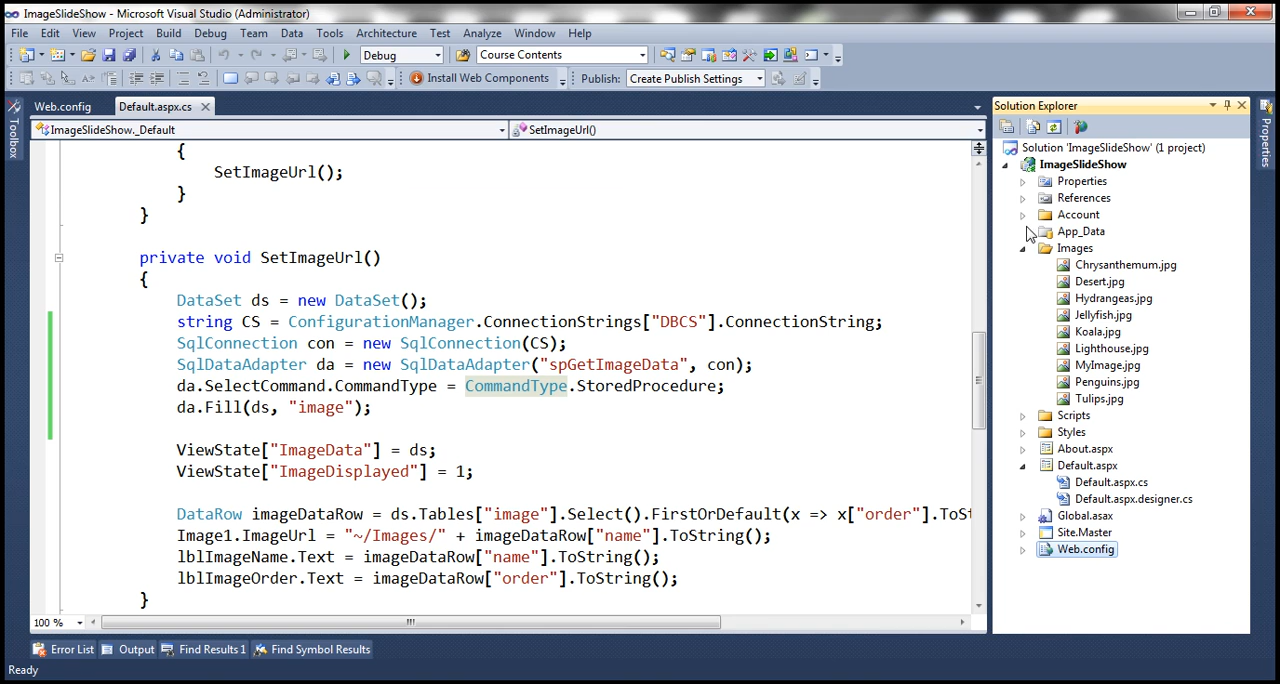 ImageSlideShow - Microsoft Visual Studio (Administrator)
File Edit View Project Build Debug Team Data Tools Architecture Test Analyze Window Help
Debug Course Contents
Install Web Components Publish: Create Publish Settings
Web.config Default.aspx.cs
Toolbox
ImageSlideShow._Default SetImageUrl()
{
SetImageUrl();
}
}
private void SetImageUrl()
{
DataSet ds = new DataSet();
string CS = ConfigurationManager.ConnectionStrings["DBCS"].ConnectionString;
SqlConnection con = new SqlConnection(CS);
SqlDataAdapter da = new SqlDataAdapter("spGetImageData", con);
da.SelectCommand.CommandType = CommandType.StoredProcedure;
da.Fill(ds, "image");
ViewState["ImageData"] = ds;
ViewState["ImageDisplayed"] = 1;
DataRow imageDataRow = ds.Tables["image"].Select().FirstOrDefault(x => x["order"].ToSt
Image1.ImageUrl = "~/Images/" + imageDataRow["name"].ToString();
lblImageName.Text = imageDataRow["name"].ToString();
lblImageOrder.Text = imageDataRow["order"].ToString();
}
100 %
Solution Explorer
Solution 'ImageSlideShow' (1 project)
ImageSlideShow
Properties
References
Account
App_Data
Images
Chrysanthemum.jpg
Desert.jpg
Hydrangeas.jpg
Jellyfish.jpg
Koala.jpg
Lighthouse.jpg
MyImage.jpg
Penguins.jpg
Tulips.jpg
Scripts
Styles
About.aspx
Default.aspx
Default.aspx.cs
Default.aspx.designer.cs
Global.asax
Site.Master
Web.config
Properties
Error List Output Find Results 1 Find Symbol Results
Ready